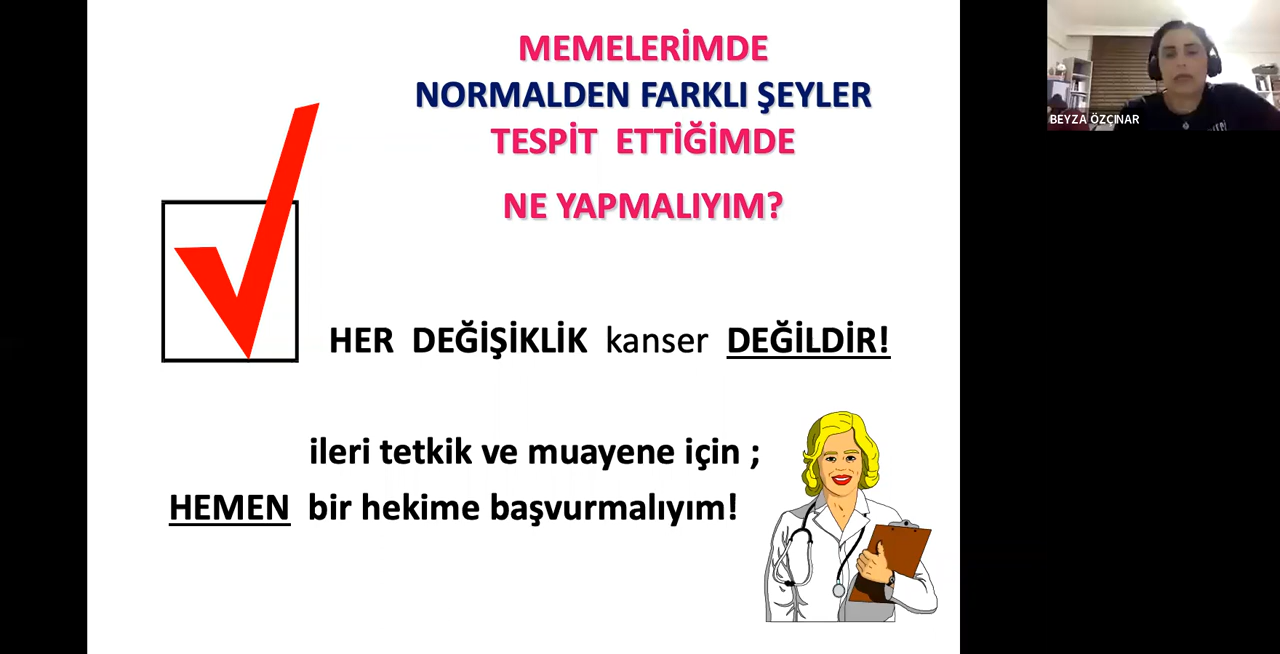 MEMELERİMDE
NORMALDEN FARKLI ŞEYLER
TESPİT ETTİĞİMDE
NE YAPMALIYIM?
HER DEĞİŞİKLİK kanser DEĞİLDİR!
ileri tetkik ve muayene için ;
HEMEN bir hekime başvurmalıyım!
BEYZA ÖZÇINAR